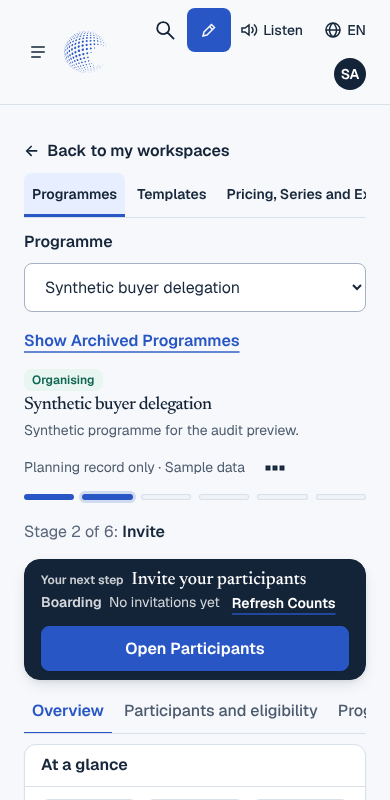 Listen
EN
SA
← Back to my workspaces
Programmes
Templates
Pricing, Series and Ex
Programme
Synthetic buyer delegation
Show Archived Programmes
Organising
Synthetic buyer delegation
Synthetic programme for the audit preview.
Planning record only · Sample data
Stage 2 of 6: Invite
Your next step Invite your participants
Boarding No invitations yet Refresh Counts
Open Participants
Overview
Participants and eligibility
Prog
At a glance